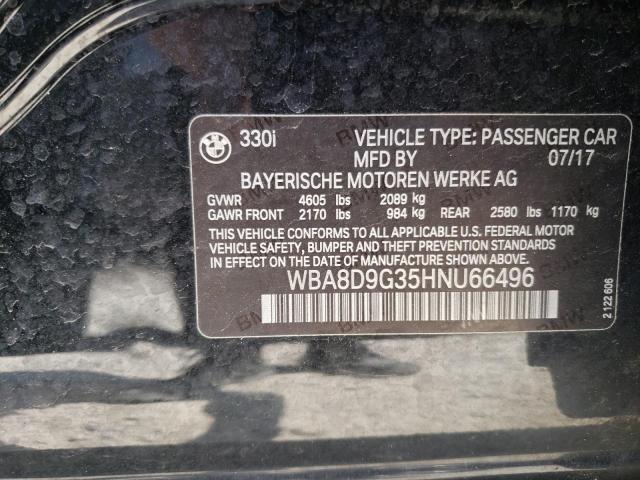 330i VEHICLE TYPE: PASSENGER CAR
MFD BY 07/17
BAYERISCHE MOTOREN WERKE AG
GVWR 4605 lbs 2089 kg
GAWR FRONT 2170 lbs 984 kg REAR 2580 lbs 1170 kg
THIS VEHICLE CONFORMS TO ALL APPLICABLE U.S. FEDERAL MOTOR
VEHICLE SAFETY, BUMPER AND THEFT PREVENTION STANDARDS
IN EFFECT ON THE DATE OF MANUFACTURE SHOWN ABOVE.
WBA8D9G35HNU66496
2 122 606